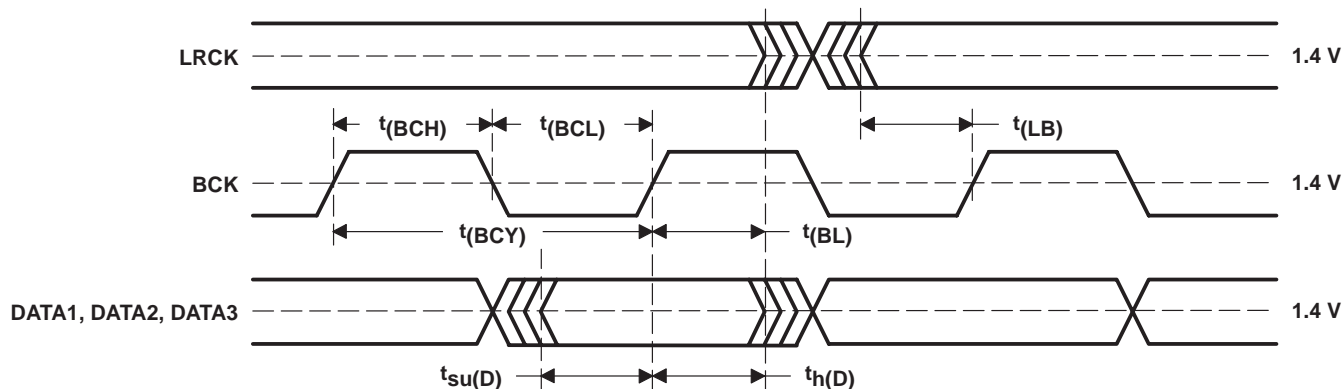 LRCK
1.4 V
t(BCH)
t(BCL)
t(LB)
BCK
1.4 V
t(BCY)
t(BL)
DATA1, DATA2, DATA3
1.4 V
tsu(D)
th(D)